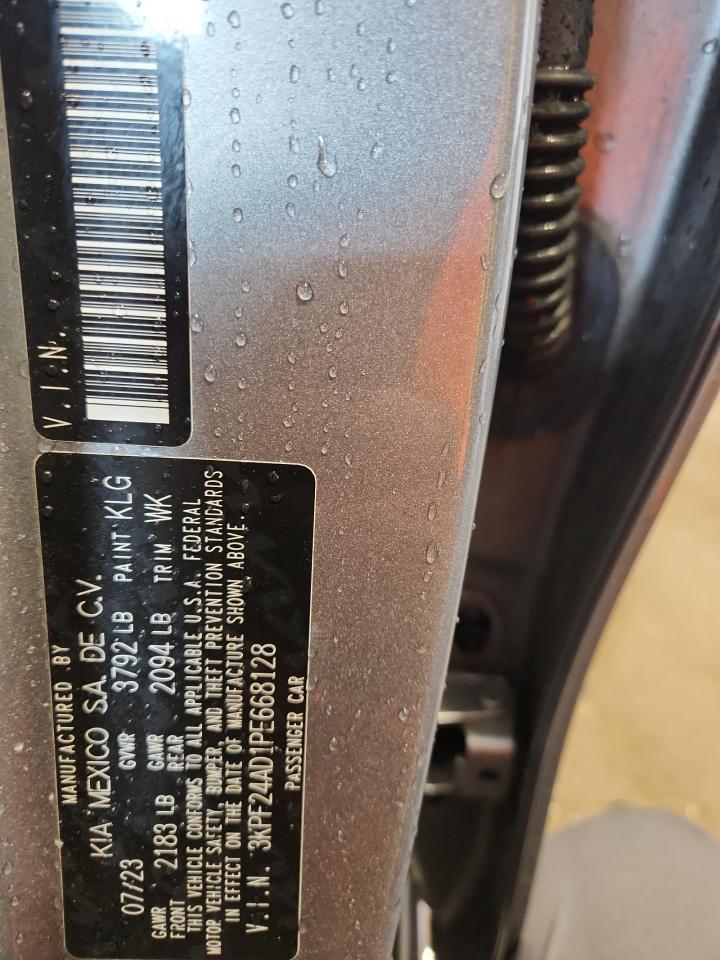 MANUFACTURED BY
KIA MEXICO S.A. DE C.V.
07/23 GVWR 3792 LB PAINT KLG
GAWR FRONT 2183 LB GAWR REAR 2094 LB TRIM WK
THIS VEHICLE CONFORMS TO ALL APPLICABLE U.S.A. FEDERAL
MOTOR VEHICLE SAFETY, BUMPER, AND THEFT PREVENTION STANDARDS
IN EFFECT ON THE DATE OF MANUFACTURE SHOWN ABOVE.
V.I.N. 3KPF24AD1PE668128
PASSENGER CAR
V.I.N.